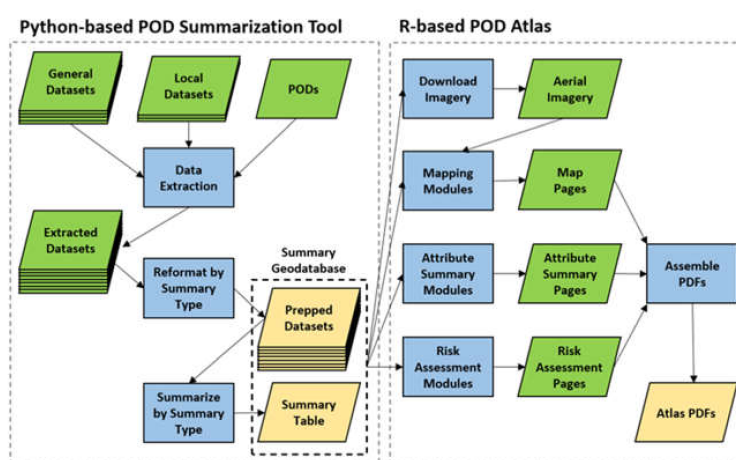 Python-based POD Summarization Tool
General
Datasets
Local
Datasets
PODs
Data
Extraction
Extracted
Datasets
Reformat by
Summary
Type
Summary
Geodatabase
Prepped
Datasets
Summarize
by Summary
Type
Summary
Table
R-based POD Atlas
Download
Imagery
Aerial
Imagery
Mapping
Modules
Map
Pages
Attribute
Summary
Modules
Attribute
Summary
Pages
Assemble
PDFs
Risk
Assessment
Modules
Risk
Assessment
Pages
Atlas PDFs